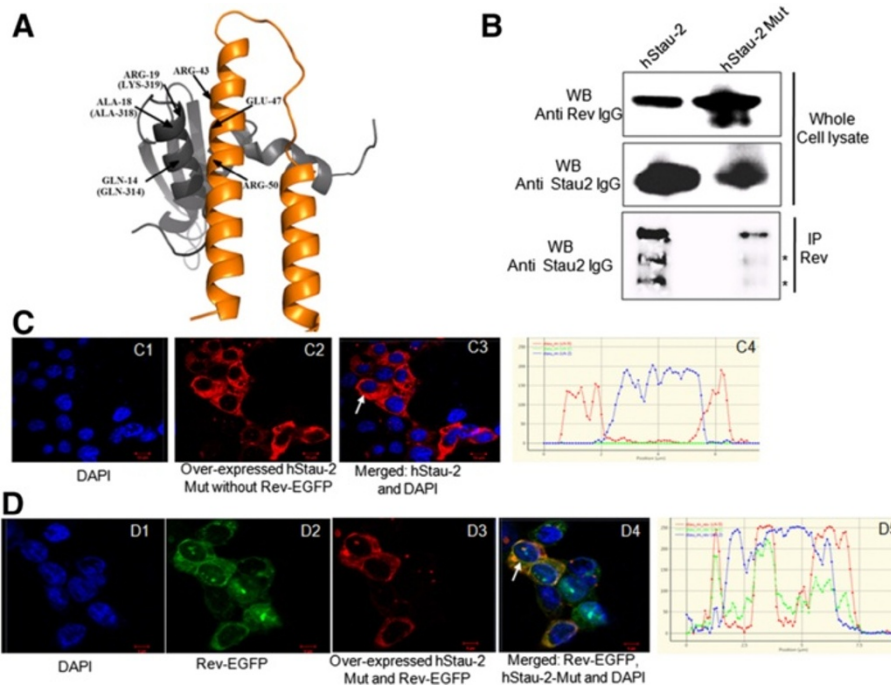 A
B
ARG-19
(LYS-319)
ARG-43
ALA-18
(ALA-318)
GLU-47
GLN-14
(GLN-314)
ARG-50
hStau-2
hStau-2 Mut
WB
Anti Rev IgG
WB
Anti Stau2 IgG
Whole
Cell lysate
WB
Anti Stau2 IgG
IP
Rev
*
*
C
C1
C2
C3
C4
DAPI
Over-expressed hStau-2
Mut without Rev-EGFP
Merged: hStau-2
and DAPI
D
D1
D2
D3
D4
D5
DAPI
Rev-EGFP
Over-expressed hStau-2
Mut and Rev-EGFP
Merged: Rev-EGFP,
hStau-2-Mut and DAPI